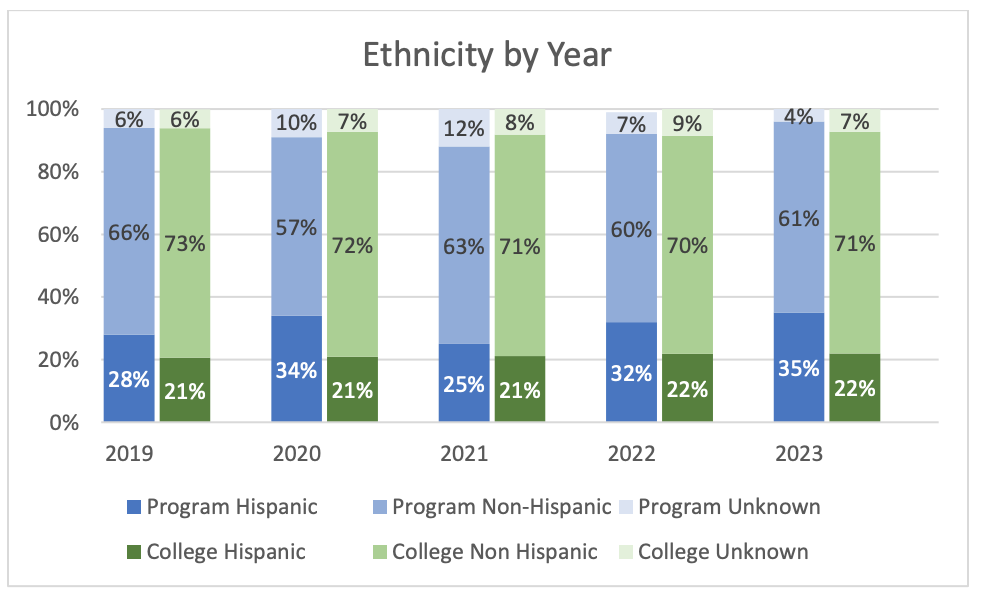 Ethnicity by Year
100%
80%
60%
40%
20%
0%
6% 6% 10% 7% 12% 8% 7% 9% 4% 7%
66% 73% 57% 72% 63% 71% 60% 70% 61% 71%
28% 21% 34% 21% 25% 21% 32% 22% 35% 22%
2019 2020 2021 2022 2023
Program Hispanic Program Non-Hispanic Program Unknown
College Hispanic College Non Hispanic College Unknown